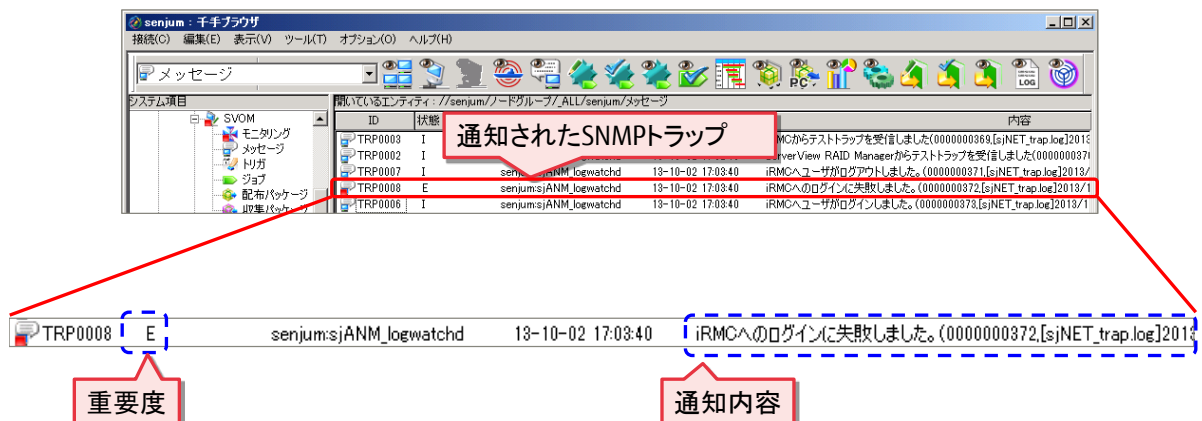 senjum : 千手ブラウザ
接続(C) 編集(E) 表示(V) ツール(T) オプション(O) ヘルプ(H)
メッセージ
PC
LOG
システム項目
開いているエンティティ : //senjum/ノードグループ/_ALL/senjum/メッセージ
SVOM
モニタリング
メッセージ
トリガ
ジョブ
配布パッケージ
収集パッケージ
ID 状態 内容
通知されたSNMPトラップ
TRP0003 I iRMCからテストトラップを受信しました(0000000369,[sjNET_trap.log]2013
TRP0002 I ServerView RAID Managerからテストトラップを受信しました(000000037
TRP0007 I senjum:sjANM_logwatchd 13-10-02 17:03:40 iRMCへユーザがログアウトしました。(0000000371,[sjNET_trap.log]2013/
TRP0008 E senjum:sjANM_logwatchd 13-10-02 17:03:40 iRMCへのログインに失敗しました。(0000000372,[sjNET_trap.log]2013/1
TRP0006 I senjum:sjANM_logwatchd 13-10-02 17:03:40 iRMCへユーザがログインしました。(0000000373,[sjNET_trap.log]2013/1
TRP0008 E senjum:sjANM_logwatchd 13-10-02 17:03:40 iRMCへのログインに失敗しました。(0000000372,[sjNET_trap.log]2013
重要度
通知内容